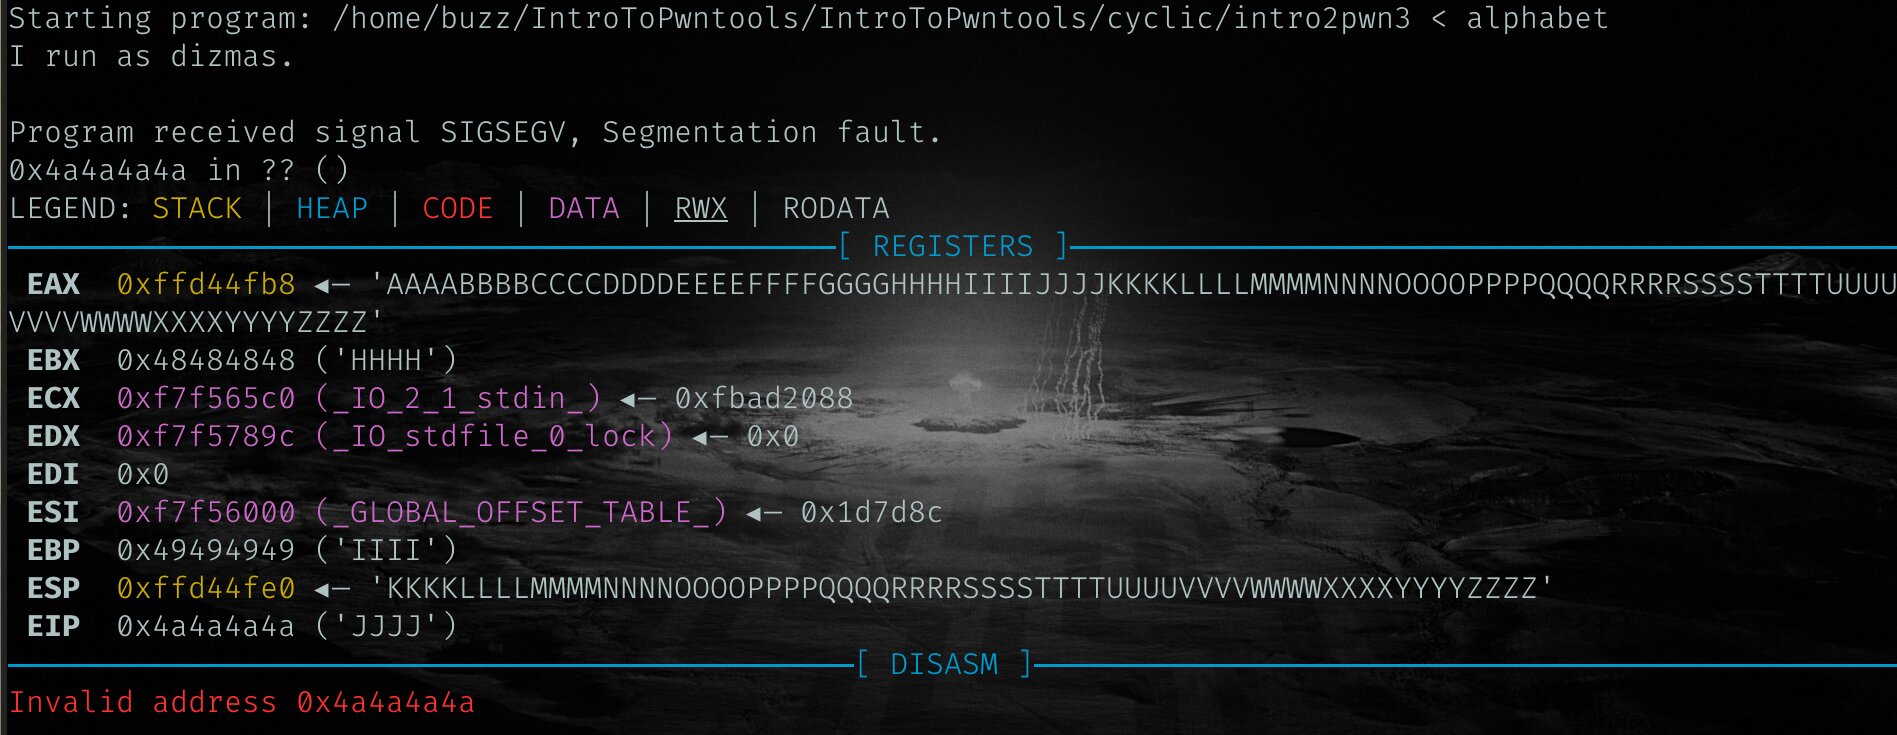 Starting program: /home/buzz/IntroToPwntools/IntroToPwntools/cyclic/intro2pwn3 < alphabet
I run as dizmas.
Program received signal SIGSEGV, Segmentation fault.
0x4a4a4a4a in ?? ()
LEGEND: STACK | HEAP | CODE | DATA | RWX | RODATA
[ REGISTERS ]
EAX 0xffd44fb8 ◂— 'AAAABBBBCCCCDDDDEEEEFFFFGGGGHHHHIIIIJJJJKKKKLLLLMMMMNNNNOOOOPPPPQQQQRRRRSSSSTTTTUUUU
VVVVWWWWXXXXYYYYZZZZ'
EBX 0x48484848 ('HHHH')
ECX 0xf7f565c0 (_IO_2_1_stdin_) ◂— 0xfbad2088
EDX 0xf7f5789c (_IO_stdfile_0_lock) ◂— 0x0
EDI 0x0
ESI 0xf7f56000 (_GLOBAL_OFFSET_TABLE_) ◂— 0x1d7d8c
EBP 0x49494949 ('IIII')
ESP 0xffd44fe0 ◂— 'KKKKLLLLMMMMNNNNOOOOPPPPQQQQRRRRSSSSTTTTUUUUVVVVWWWWXXXXYYYYZZZZ'
EIP 0x4a4a4a4a ('JJJJ')
[ DISASM ]
Invalid address 0x4a4a4a4a